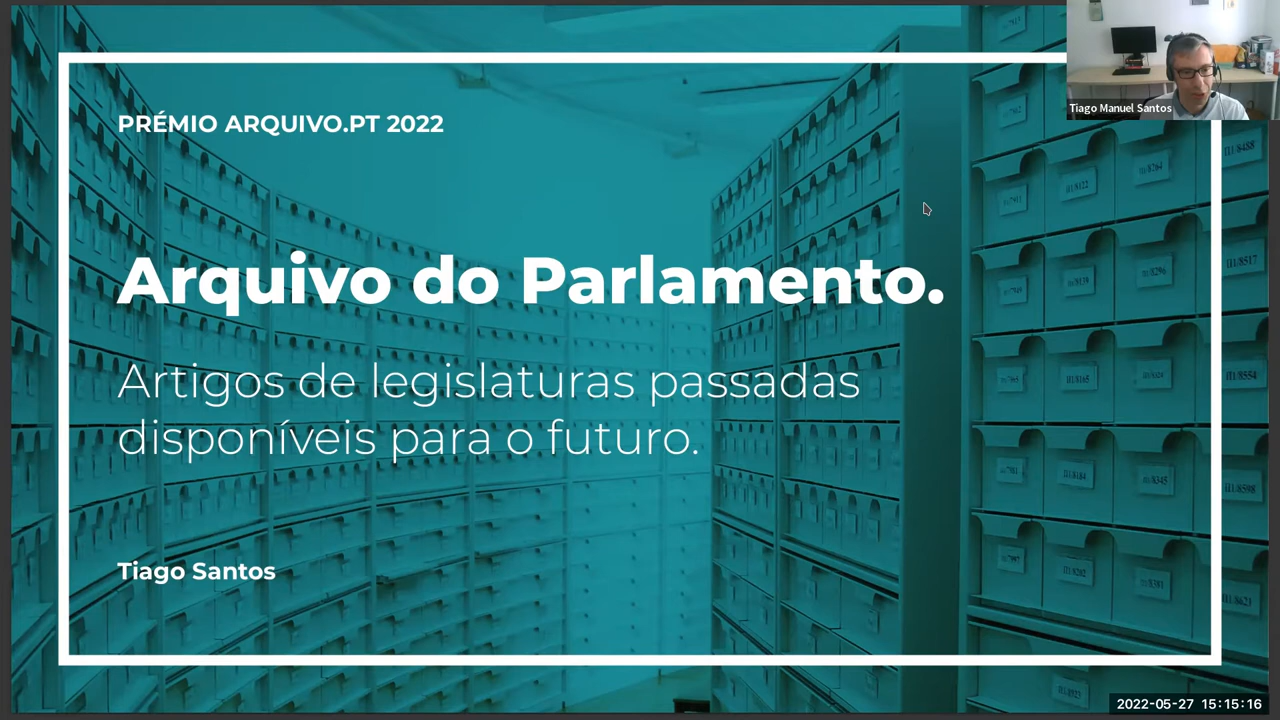 PRÉMIO ARQUIVO.PT 2022
Tiago Manuel Santos
Arquivo do Parlamento.
Artigos de legislaturas passadas
disponíveis para o futuro.
Tiago Santos
2022-05-27 15:15:16